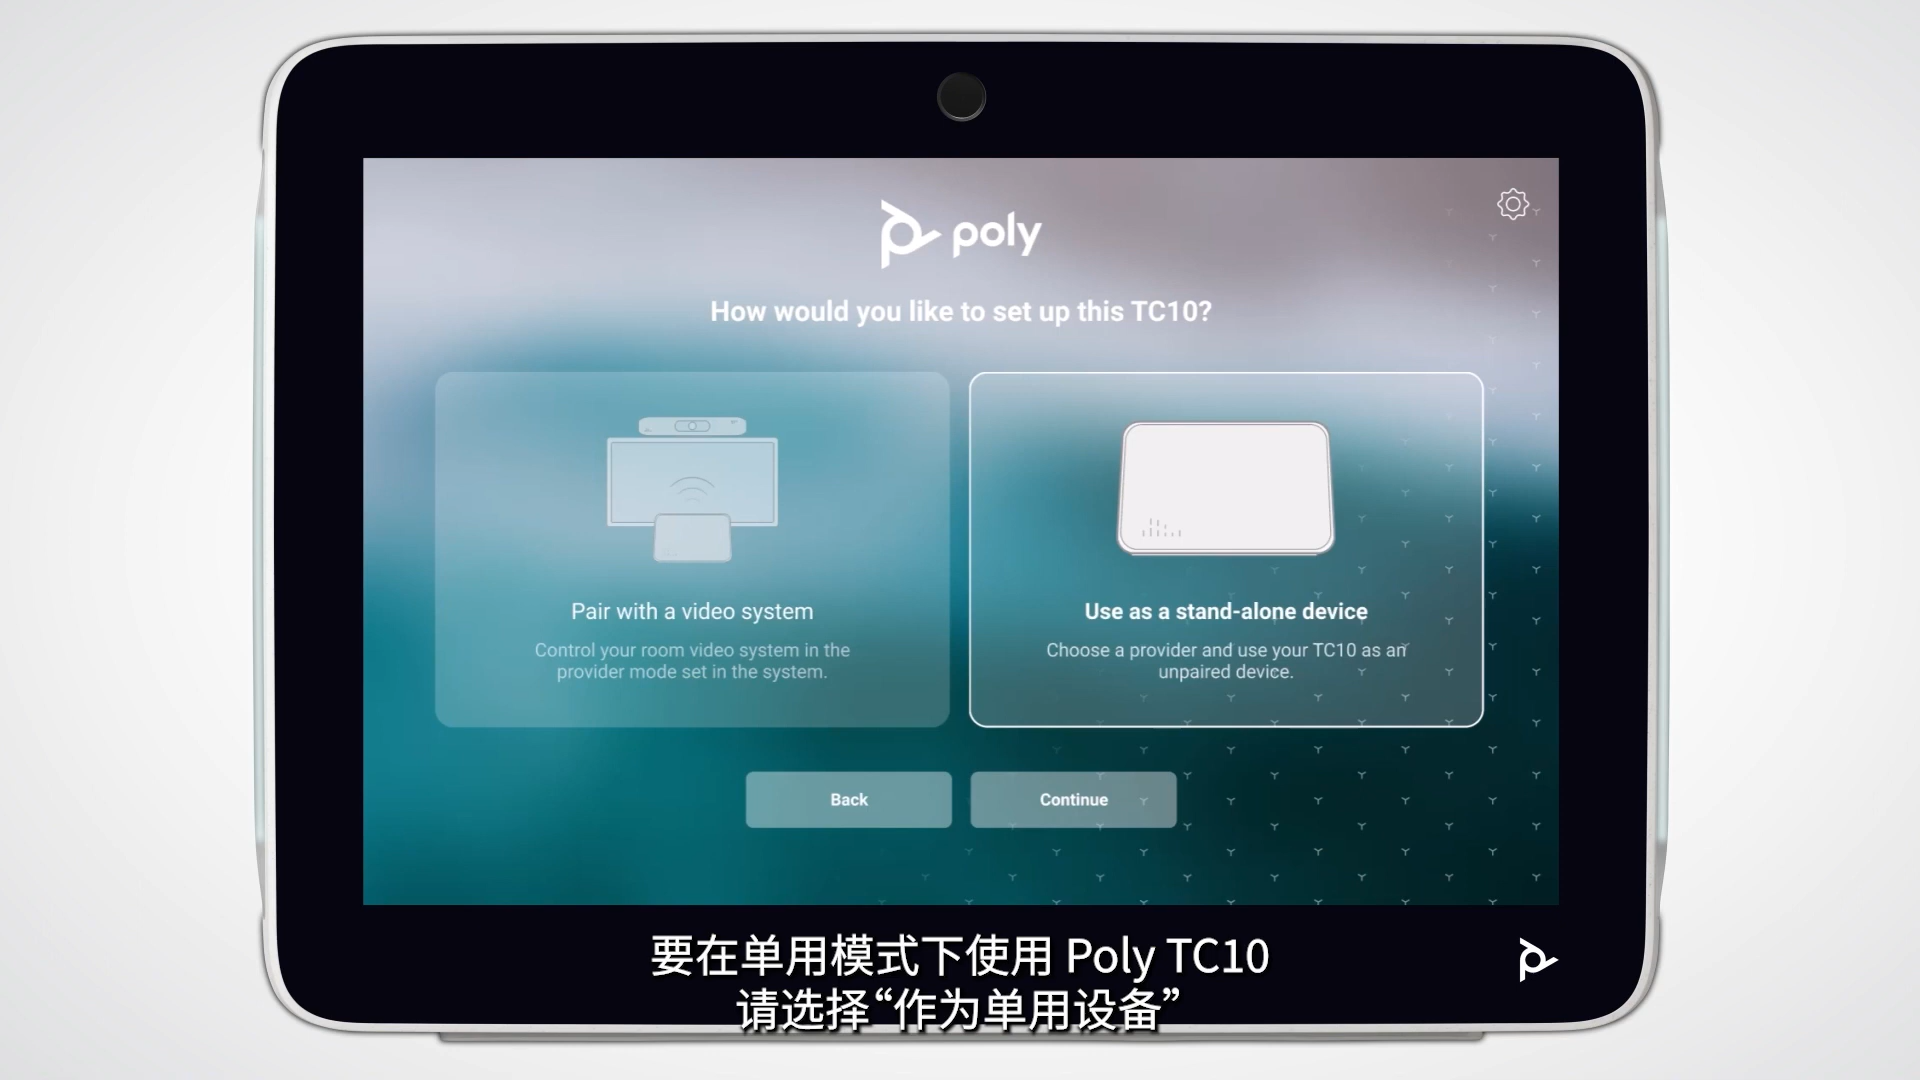 poly
How would you like to set up this TC10?
Pair with a video system
Control your room video system in the
provider mode set in the system.
Use as a stand-alone device
Choose a provider and use your TC10 as an
unpaired device.
Back
Continue
要在单用模式下使用 Poly TC10
请选择“作为单用设备”